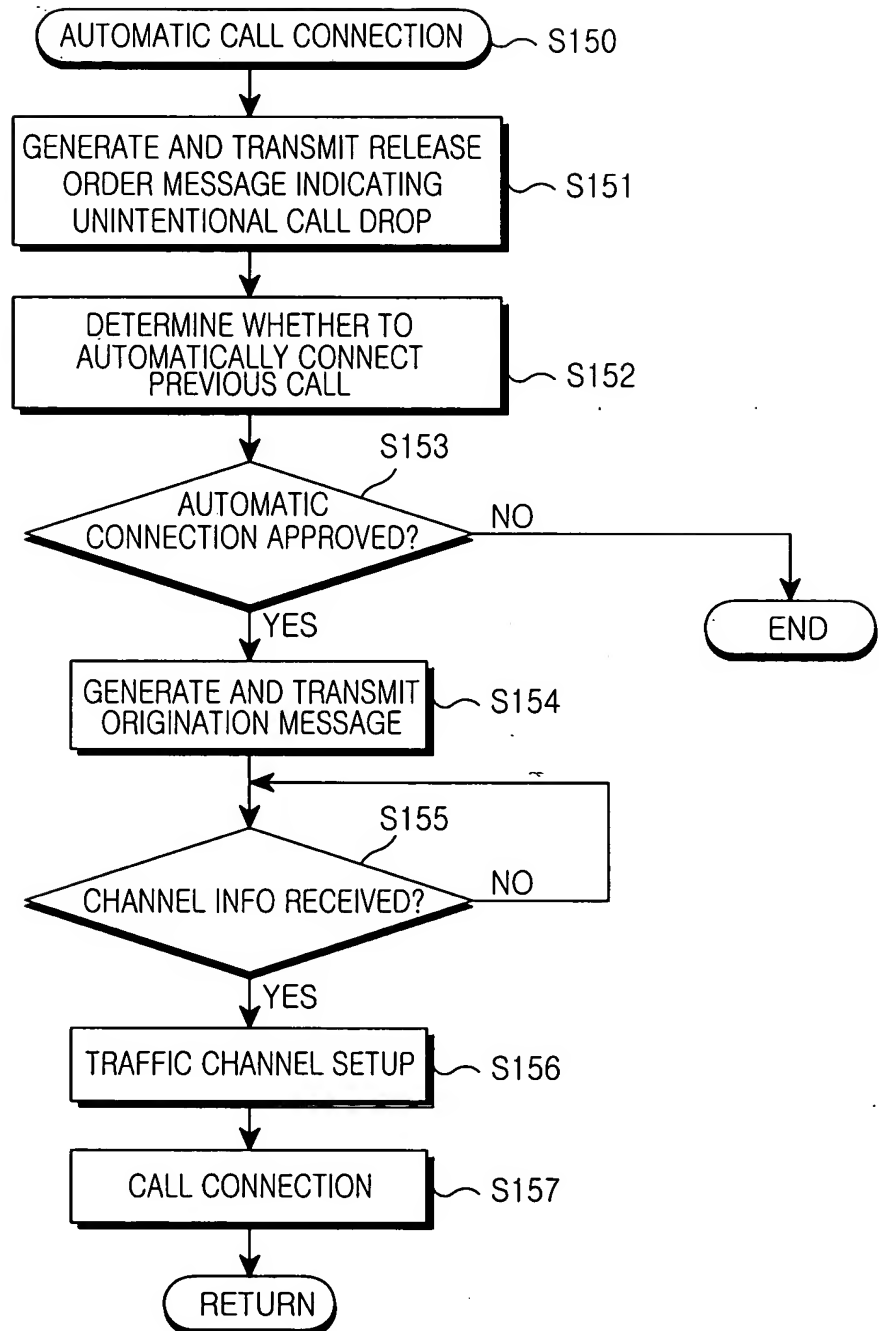 AUTOMATIC CALL CONNECTION
S150
GENERATE AND TRANSMIT RELEASE
ORDER MESSAGE INDICATING
UNINTENTIONAL CALL DROP
S151
DETERMINE WHETHER TO
AUTOMATICALLY CONNECT
PREVIOUS CALL
S152
S153
AUTOMATIC
CONNECTION APPROVED?
NO
YES
END
GENERATE AND TRANSMIT
ORIGINATION MESSAGE
S154
S155
CHANNEL INFO RECEIVED?
NO
YES
TRAFFIC CHANNEL SETUP
S156
CALL CONNECTION
S157
RETURN